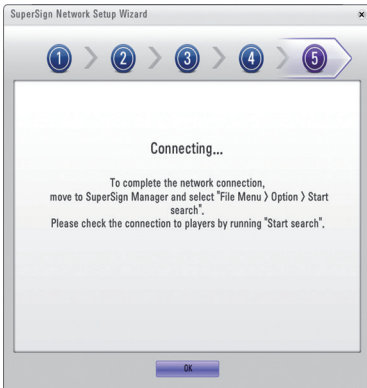 SuperSign Network Setup Wizard x
1 2 3 4 5
Connecting...
To complete the network connection,
move to SuperSign Manager and select "File Menu > Option > Start
search".
Please check the connection to players by running "Start search".
OK